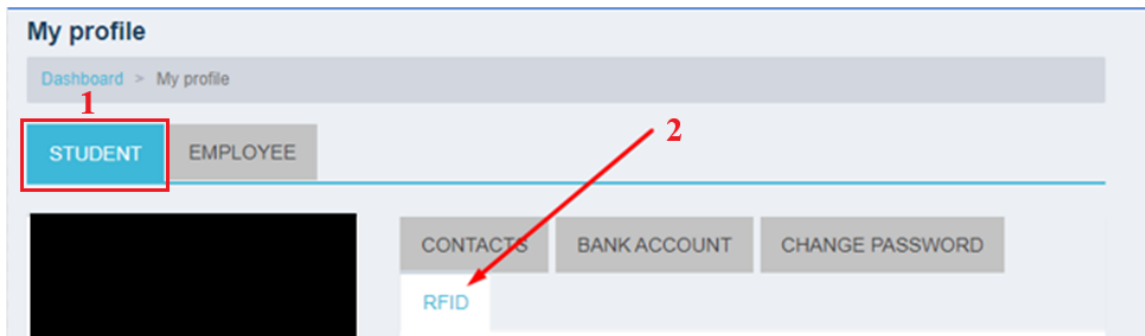 My profile
Dashboard > My profile
1
STUDENT EMPLOYEE
2
CONTACTS BANK ACCOUNT CHANGE PASSWORD
RFID